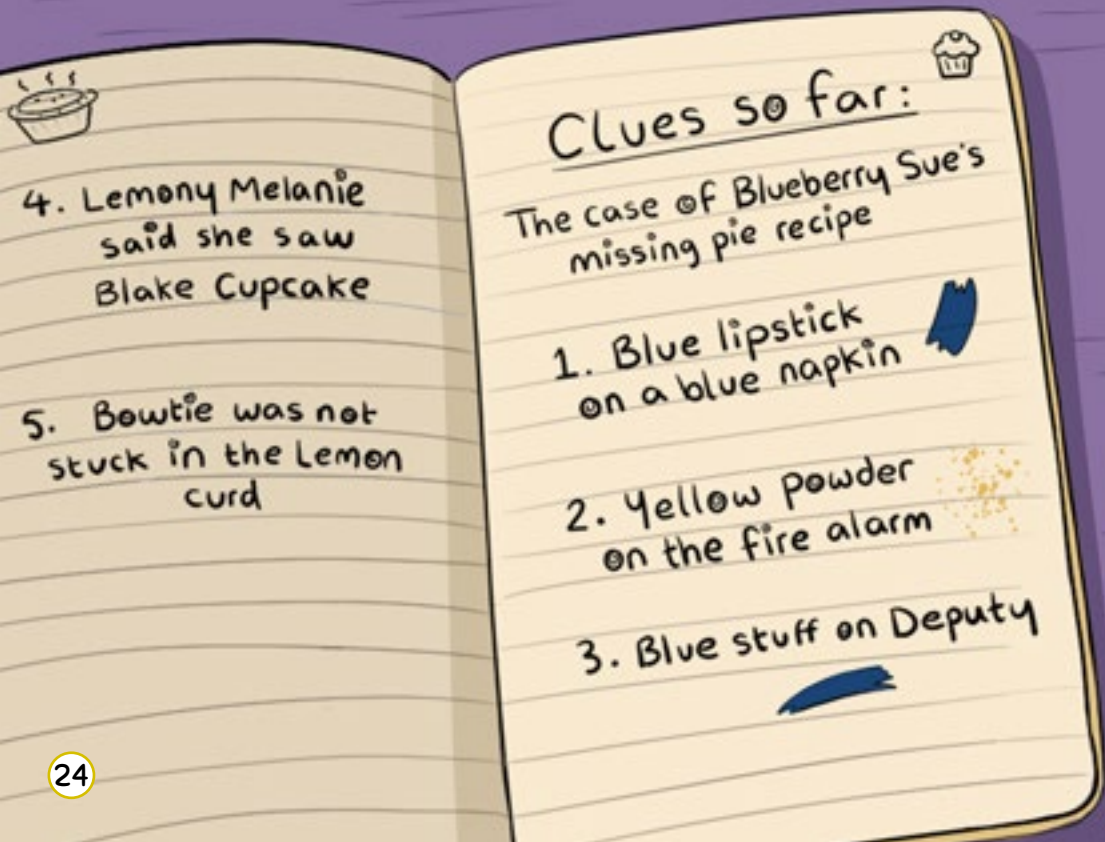 4. Lemony Melanie
said she saw
Blake Cupcake
5. Bowtie was not
stuck in the Lemon
curd
24
Clues so far:
The case of Blueberry Sue's
missing pie recipe
1. Blue lipstick
on a blue napkin
2. Yellow powder
on the fire alarm
3. Blue stuff on Deputy